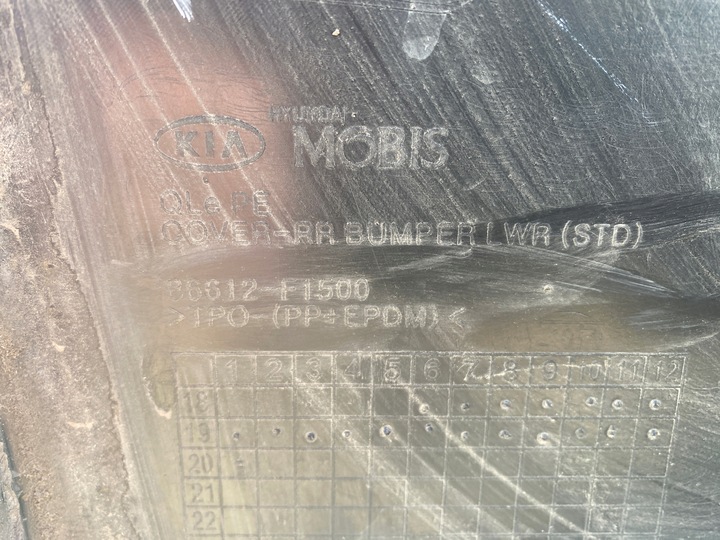 HYUNDAI
KIA MOBIS
QLe PE
COVER-RR BUMPER LWR (STD)
86612-F1500
>TPO-(PP+EPDM)<
1 2 3 4 5 6 7 8 9 10 11 12
18
19
20
21
22